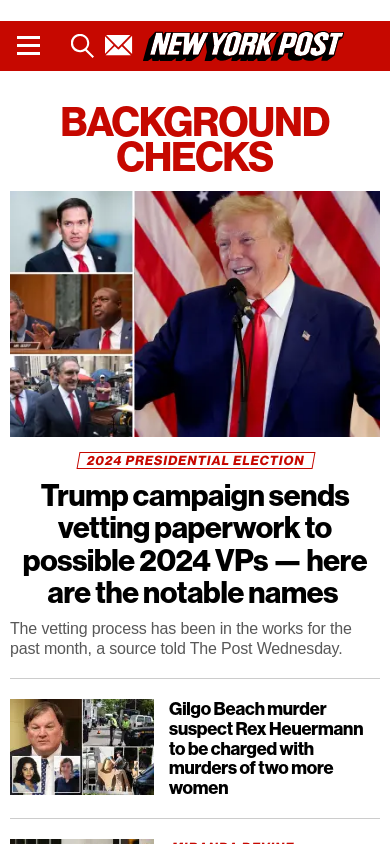 NEW YORK POST
BACKGROUND
CHECKS
2024 PRESIDENTIAL ELECTION
Trump campaign sends
vetting paperwork to
possible 2024 VPs — here
are the notable names
The vetting process has been in the works for the
past month, a source told The Post Wednesday.
Gilgo Beach murder
suspect Rex Heuermann
to be charged with
murders of two more
women
MIRANDA DEVINE